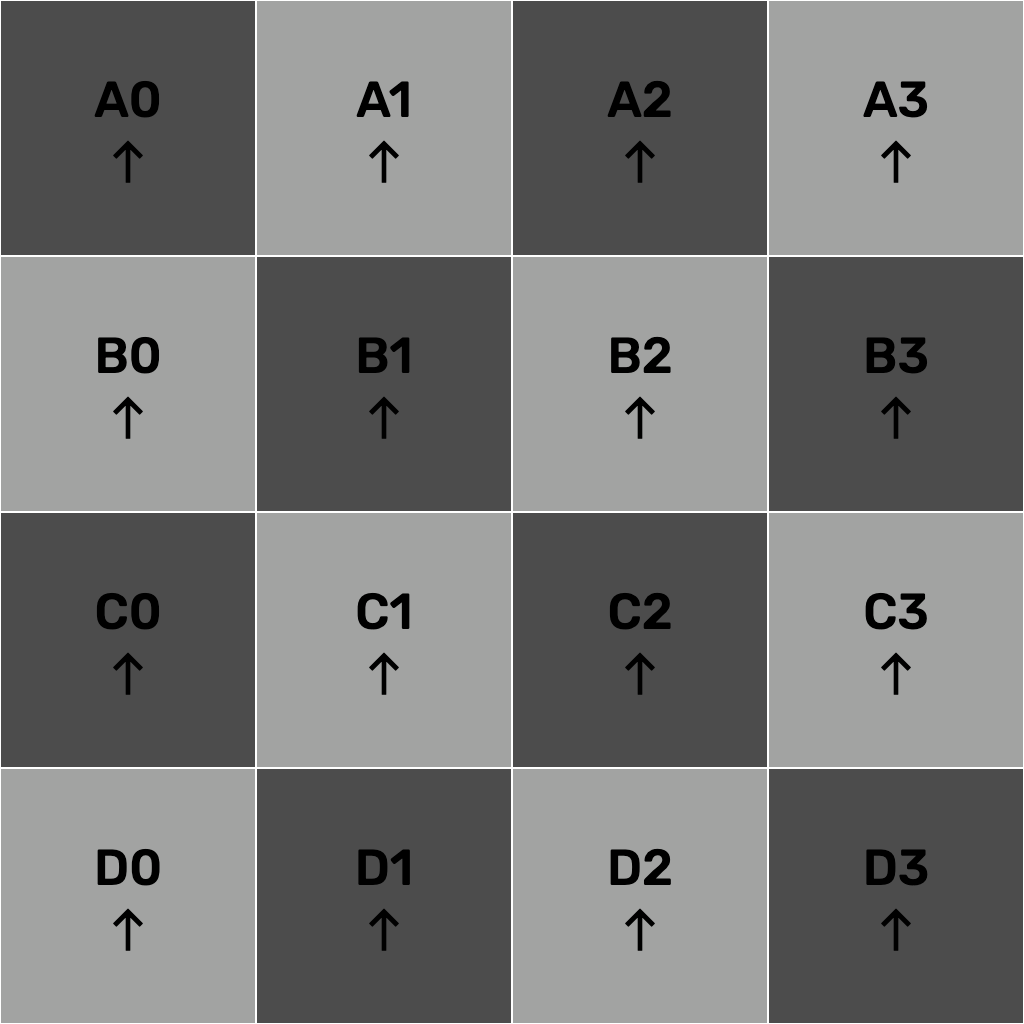 A0 A1 A2 A3
↑ ↑ ↑ ↑
B0 B1 B2 B3
↑ ↑ ↑ ↑
C0 C1 C2 C3
↑ ↑ ↑ ↑
D0 D1 D2 D3
↑ ↑ ↑ ↑